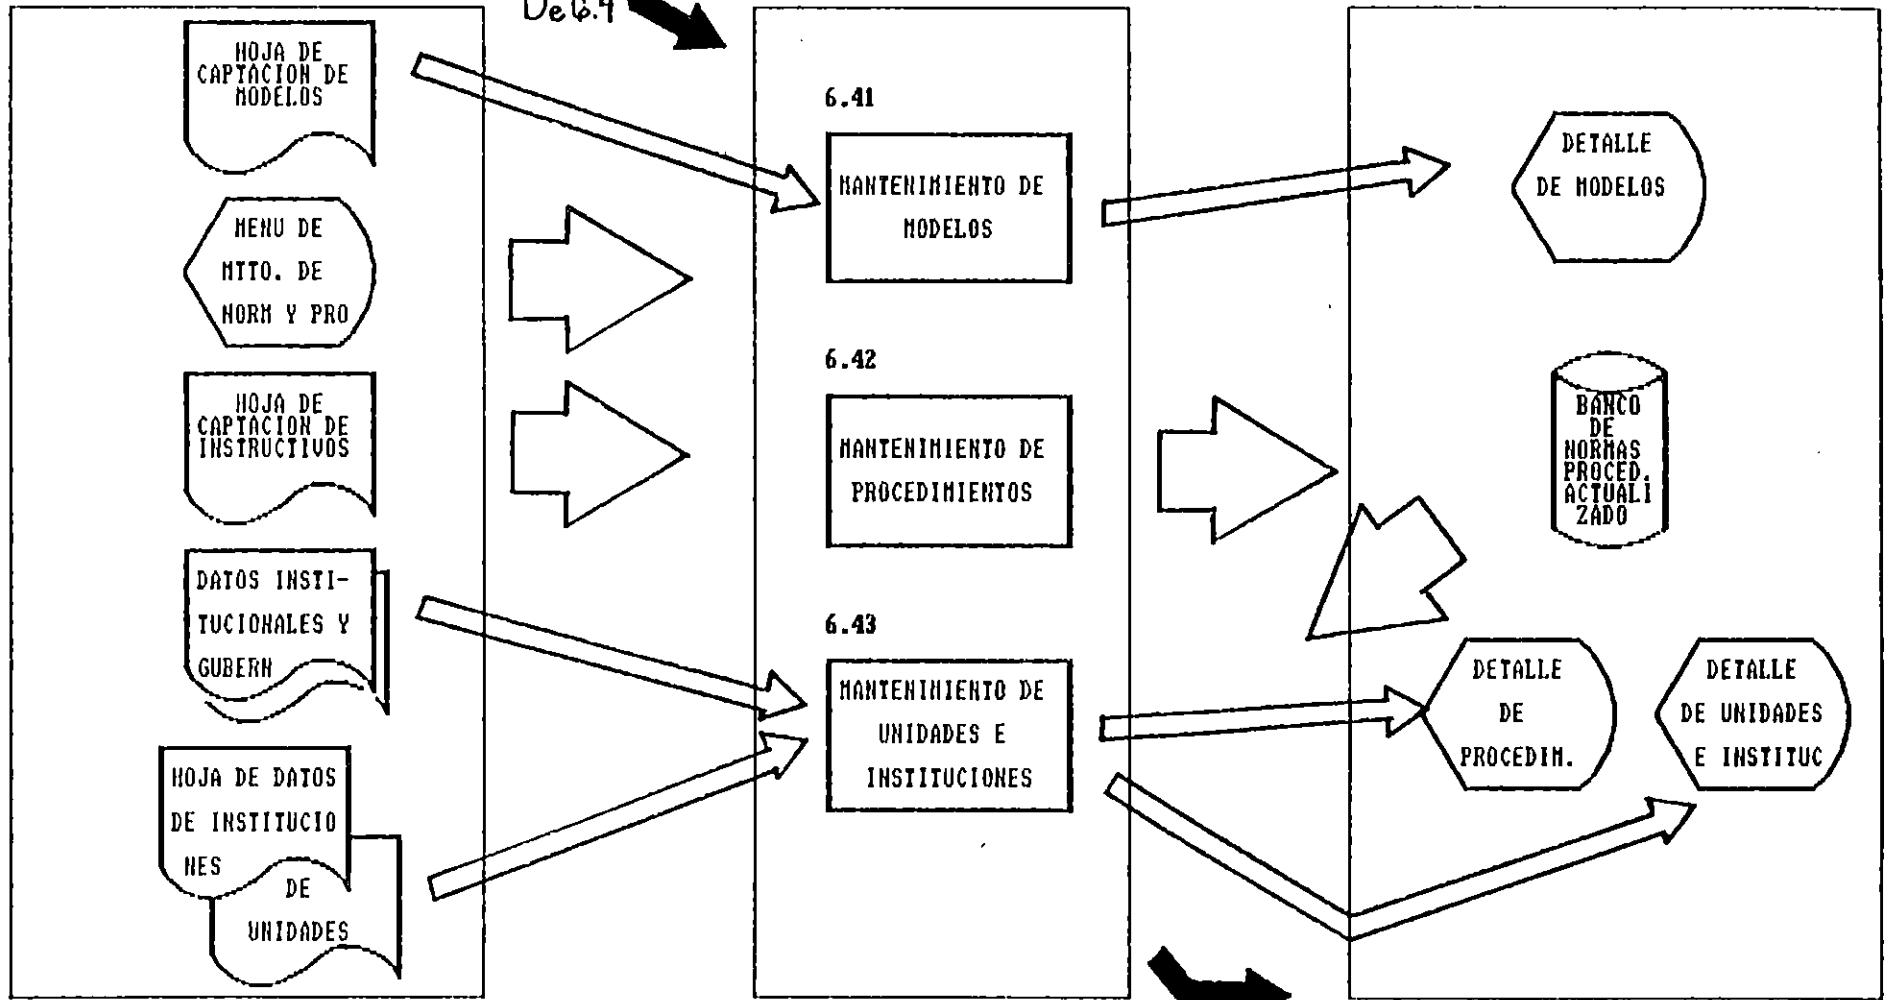 De 6.4
HOJA DE
CAPTACION DE
MODELOS
MENU DE
MTTO. DE
NORM Y PRO
HOJA DE
CAPTACION DE
INSTRUCTIVOS
DATOS INSTI-
TUCIONALES Y
GUBERN
HOJA DE DATOS
DE INSTITUCIO
NES
DE
UNIDADES
6.41
MANTENIMIENTO DE
MODELOS
6.42
MANTENIMIENTO DE
PROCEDIMIENTOS
6.43
MANTENIMIENTO DE
UNIDADES E
INSTITUCIONES
DETALLE
DE MODELOS
BANCO
DE
NORMAS
PROCED.
ACTUALI
ZADO
DETALLE
DE
PROCEDIM.
DETALLE
DE UNIDADES
E INSTITUC